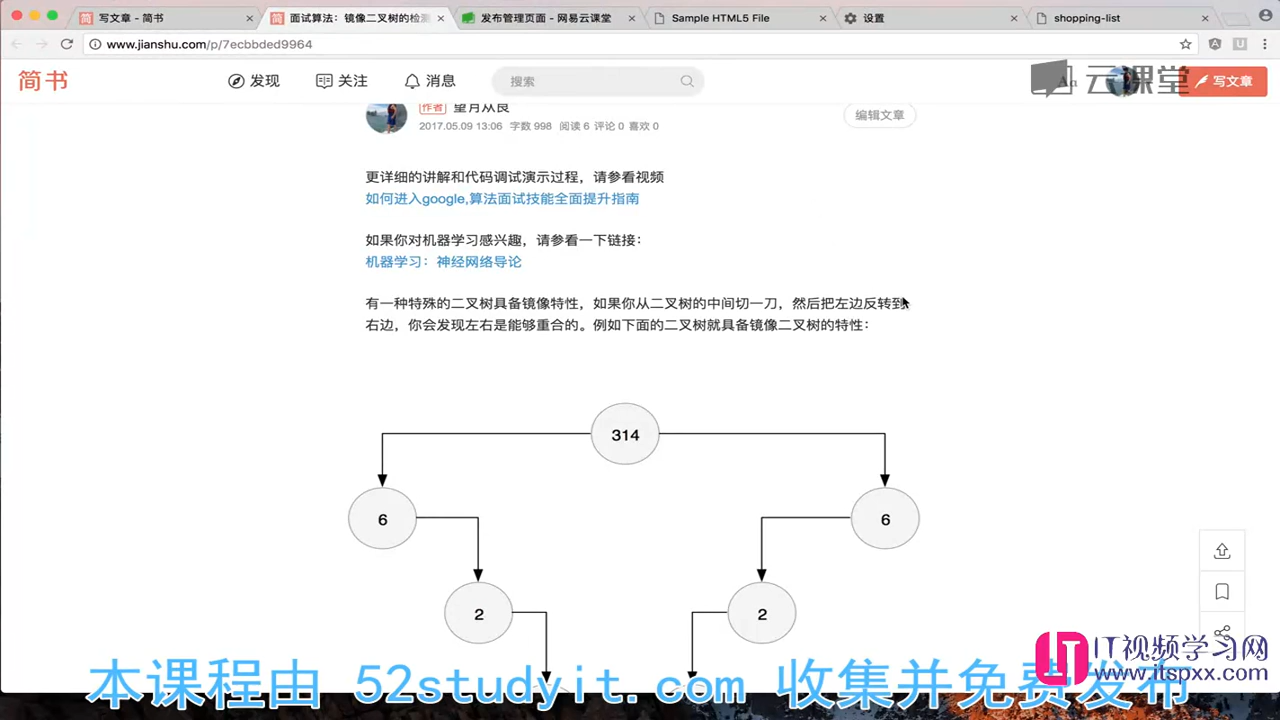 写文章 - 简书
面试算法：镜像二叉树的检测
发布管理页面 - 网易云课堂
Sample HTML5 File
设置
shopping-list
www.jianshu.com/p/7ecbbded9964
简书
发现
关注
消息
搜索
云课堂
写文章
作者 望月从良
2017.05.09 13:06 字数 998 阅读 6 评论 0 喜欢 0
编辑文章
更详细的讲解和代码调试演示过程，请参看视频
如何进入google,算法面试技能全面提升指南
如果你对机器学习感兴趣，请参看一下链接：
机器学习：神经网络导论
有一种特殊的二叉树具备镜像特性，如果你从二叉树的中间切一刀，然后把左边反转到
右边，你会发现左右是能够重合的。例如下面的二叉树就具备镜像二叉树的特性：
314
6
6
2
2
IT视频学习网
www.itspxx.com
本课程由 52studyit.com 收集并免费发布